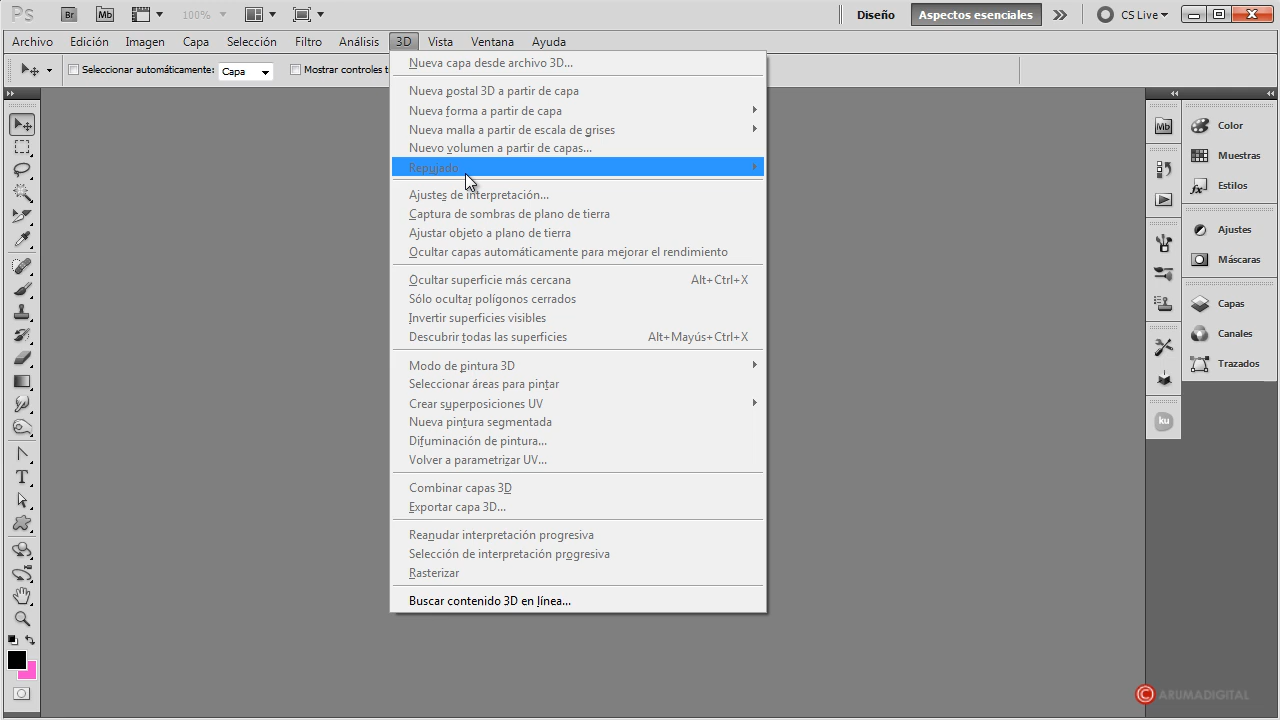 Ps Br Mb 100% Diseño Aspectos esenciales CS Live
Archivo Edición Imagen Capa Selección Filtro Análisis 3D Vista Ventana Ayuda
Seleccionar automáticamente: Capa Mostrar controles t
Nueva capa desde archivo 3D...
Nueva postal 3D a partir de capa
Nueva forma a partir de capa
Nueva malla a partir de escala de grises
Nuevo volumen a partir de capas...
Repujado
Ajustes de interpretación...
Captura de sombras de plano de tierra
Ajustar objeto a plano de tierra
Ocultar capas automáticamente para mejorar el rendimiento
Ocultar superficie más cercana Alt+Ctrl+X
Sólo ocultar polígonos cerrados
Invertir superficies visibles
Descubrir todas las superficies Alt+Mayús+Ctrl+X
Modo de pintura 3D
Seleccionar áreas para pintar
Crear superposiciones UV
Nueva pintura segmentada
Difuminación de pintura...
Volver a parametrizar UV...
Combinar capas 3D
Exportar capa 3D...
Reanudar interpretación progresiva
Selección de interpretación progresiva
Rasterizar
Buscar contenido 3D en línea...
T
Mb
ku
Color
Muestras
Estilos
Ajustes
Máscaras
Capas
Canales
Trazados
© ARUMADIGITAL